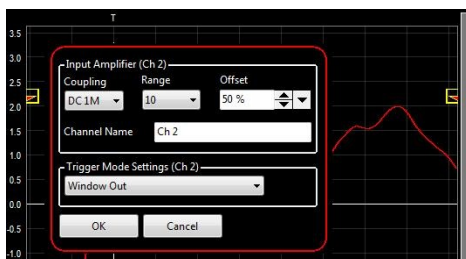 T
3.5
Input Amplifier (Ch 2)
3.0
Coupling Range Offset
2.5
DC 1M 10 50 %
2.0
1.5
Channel Name Ch 2
1.0
Trigger Mode Settings (Ch 2)
0.5
Window Out
0.0
-0.5
OK Cancel
-1.0